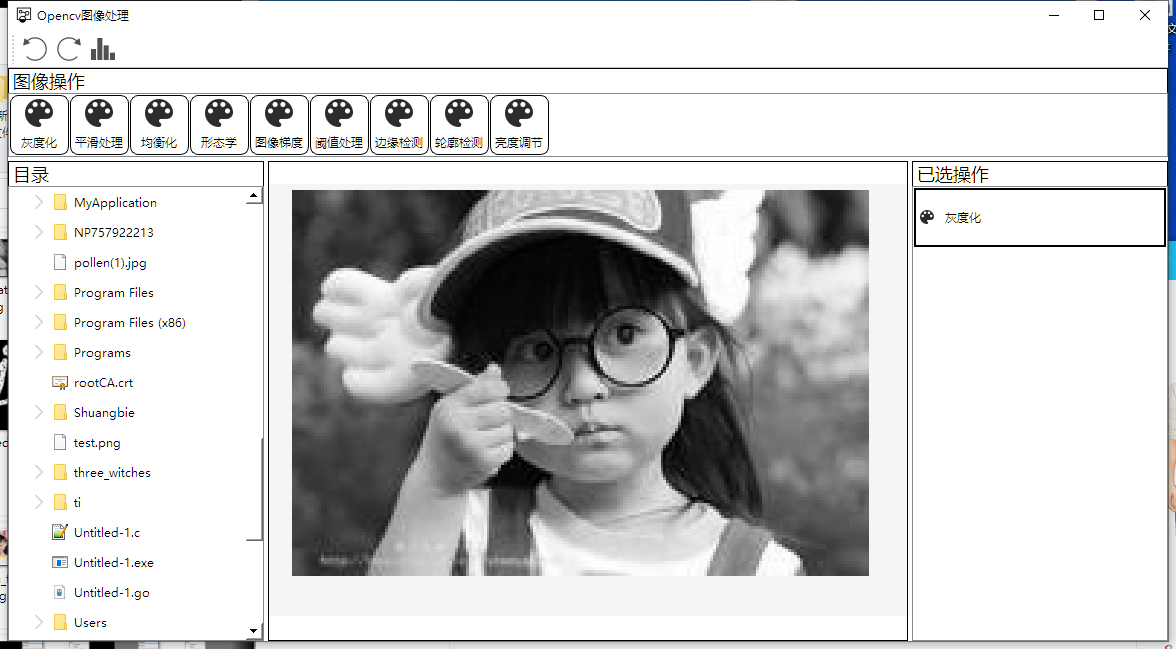 Opencv图像处理
图像操作
灰度化 平滑处理 均衡化 形态学 图像梯度 阈值处理 边缘检测 轮廓检测 亮度调节
目录
MyApplication
NP757922213
pollen(1).jpg
Program Files
Program Files (x86)
Programs
rootCA.crt
Shuangbie
test.png
three_witches
ti
Untitled-1.c
Untitled-1.exe
Untitled-1.go
Users
已选操作
灰度化